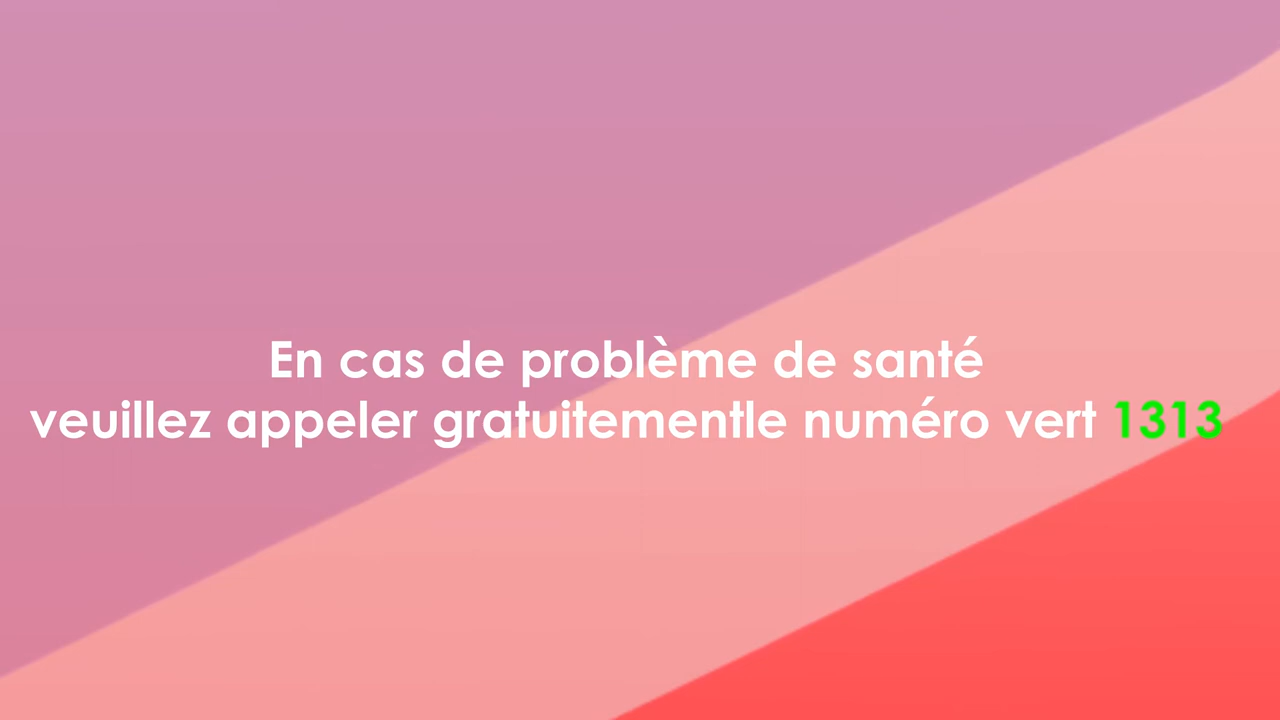 En cas de problème de santé
veuillez appeler gratuitementle numéro vert 1313